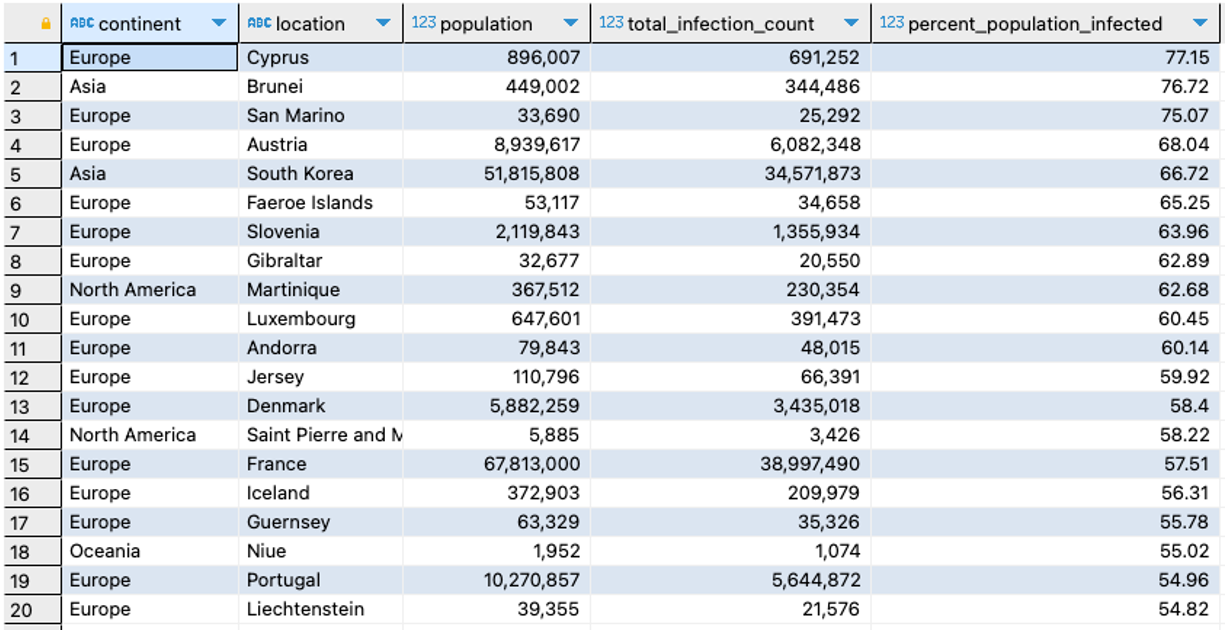 ABC continent ABC location 123 population 123 total_infection_count 123 percent_population_infected
1 Europe Cyprus 896,007 691,252 77.15
2 Asia Brunei 449,002 344,486 76.72
3 Europe San Marino 33,690 25,292 75.07
4 Europe Austria 8,939,617 6,082,348 68.04
5 Asia South Korea 51,815,808 34,571,873 66.72
6 Europe Faeroe Islands 53,117 34,658 65.25
7 Europe Slovenia 2,119,843 1,355,934 63.96
8 Europe Gibraltar 32,677 20,550 62.89
9 North America Martinique 367,512 230,354 62.68
10 Europe Luxembourg 647,601 391,473 60.45
11 Europe Andorra 79,843 48,015 60.14
12 Europe Jersey 110,796 66,391 59.92
13 Europe Denmark 5,882,259 3,435,018 58.4
14 North America Saint Pierre and M 5,885 3,426 58.22
15 Europe France 67,813,000 38,997,490 57.51
16 Europe Iceland 372,903 209,979 56.31
17 Europe Guernsey 63,329 35,326 55.78
18 Oceania Niue 1,952 1,074 55.02
19 Europe Portugal 10,270,857 5,644,872 54.96
20 Europe Liechtenstein 39,355 21,576 54.82